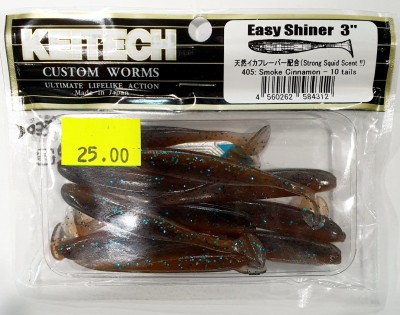 KEITECH
CUSTOM WORMS
ULTIMATE LIFELIKE ACTION
Made in Japan
Easy Shiner 3"
天然イカフレーバー配合(Strong Squid Scent !!)
405: Smoke Cinnamon - 10 tails
4 560262 584312
25.00